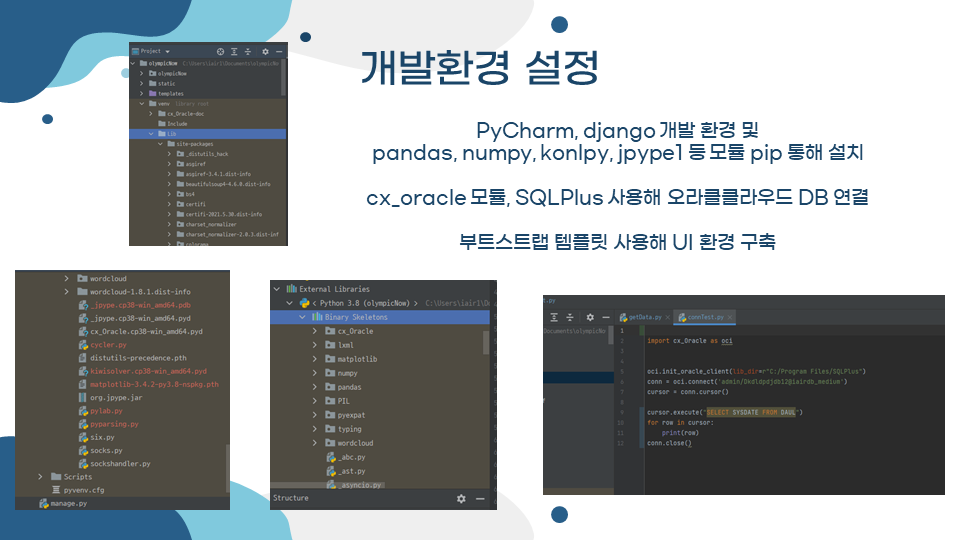 개발환경 설정
PyCharm, django 개발 환경 및
pandas, numpy, konlpy, jpype1 등 모듈 pip 통해 설치
cx_oracle 모듈, SQLPlus 사용해 오라클클라우드 DB 연결
부트스트랩 템플릿 사용해 UI 환경 구축
Project
olympicNow C:\iair1\Documents\olympicNo
olympicNow
static
templates
venv library root
cx_Oracle-doc
Include
Lib
site-packages
_distutils_hack
asgiref
asgiref-3.4.1.dist-info
beautifulsoup4-4.6.0.dist-info
bs4
certifi
certifi-2021.5.30.dist-info
charset_normalizer
charset_normalizer-2.0.3.dist-inf
colorama
wordcloud
wordcloud-1.8.1.dist-info
_jpype.cp38-win_amd64.pdb
_jpype.cp38-win_amd64.pyd
cx_Oracle.cp38-win_amd64.pyd
cycler.py
distutils-precedence.pth
kiwisolver.cp38-win_amd64.pyd
matplotlib-3.4.2-py3.8-nspkg.pth
org.jpype.jar
pylab.py
pyparsing.py
six.py
socks.py
sockshandler.py
Scripts
pyvenv.cfg
manage.py
External Libraries
< Python 3.8 (olympicNow) > C:\Users\iair1\Do
Binary Skeletons
cx_Oracle
lxml
matplotlib
numpy
pandas
PIL
pyexpat
typing
wordcloud
_abc.py
_ast.py
_asyncio.py
Structure
t.py
getData.py
connTest.py
Documents\olympicNo
1
2 import cx_Oracle as oci
3
4
5 oci.init_oracle_client(lib_dir=r"C:/Program Files/SQLPlus")
6
7 cursor = conn.cursor()
8
9 cursor.execute("SELECT SYSDATE FROM DAUL")
10 for row in cursor:
11 print(row)
12 conn.close()